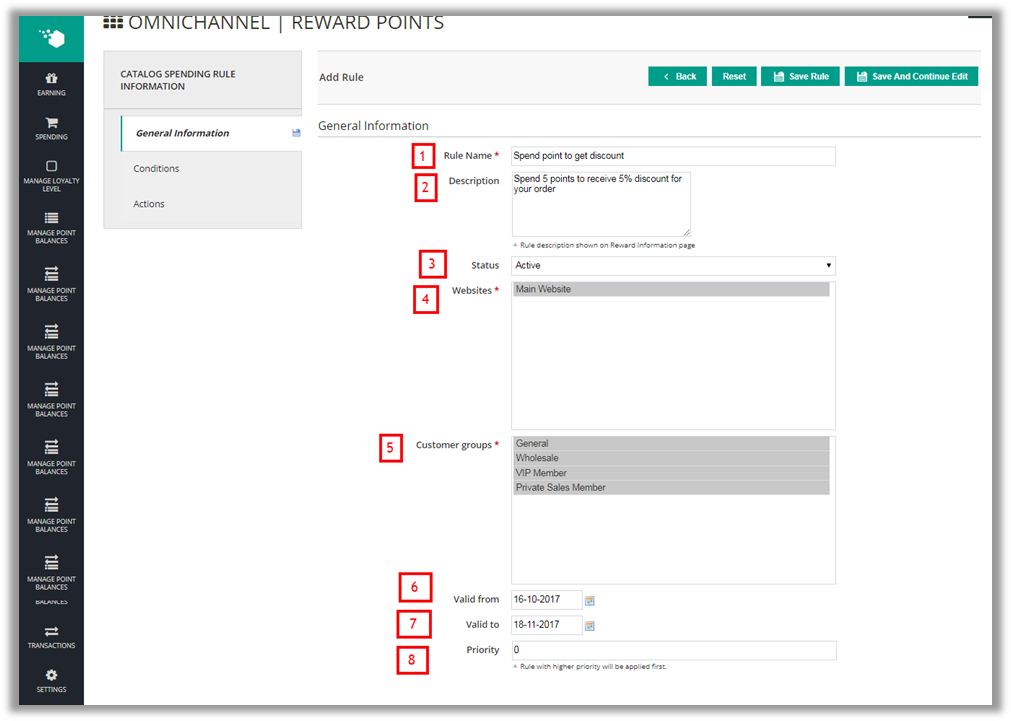 OMNICHANNEL | REWARD POINTS
EARNING
SPENDING
MANAGE LOYALTY
LEVEL
MANAGE POINT
BALANCES
MANAGE POINT
BALANCES
MANAGE POINT
BALANCES
MANAGE POINT
BALANCES
MANAGE POINT
BALANCES
MANAGE POINT
BALANCES
MANAGE POINT
BALANCES
BALANCES
TRANSACTIONS
SETTINGS
CATALOG SPENDING RULE
INFORMATION
General Information
Conditions
Actions
Add Rule
< Back Reset Save Rule Save And Continue Edit
General Information
1 Rule Name * Spend point to get discount
2 Description Spend 5 points to receive 5% discount for
your order
Rule description shown on Reward Information page
3 Status Active
4 Websites * Main Website
5 Customer groups * General
Wholesale
VIP Member
Private Sales Member
6 Valid from 16-10-2017
7 Valid to 18-11-2017
8 Priority 0
Rule with higher priority will be applied first.